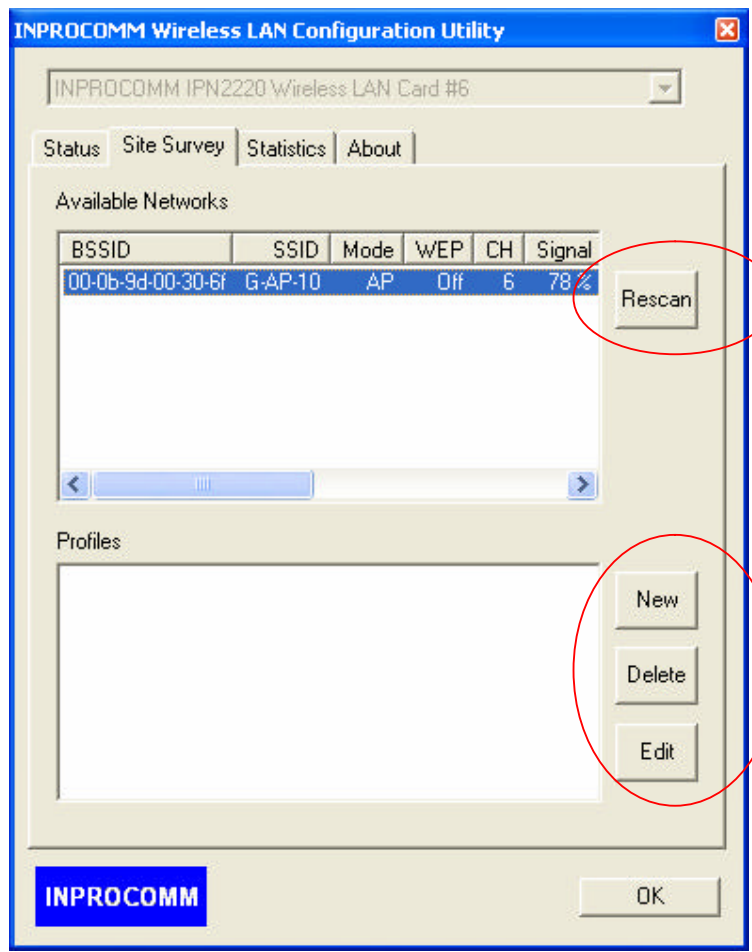 INPROCOMM Wireless LAN Configuration Utility
INPROCOMM IPN2220 Wireless LAN Card #6
Status Site Survey Statistics About
Available Networks
BSSID SSID Mode WEP CH Signal
00-0b-9d-00-30-6f G-AP-10 AP Off 6 78 %
Rescan
Profiles
New
Delete
Edit
INPROCOMM
OK